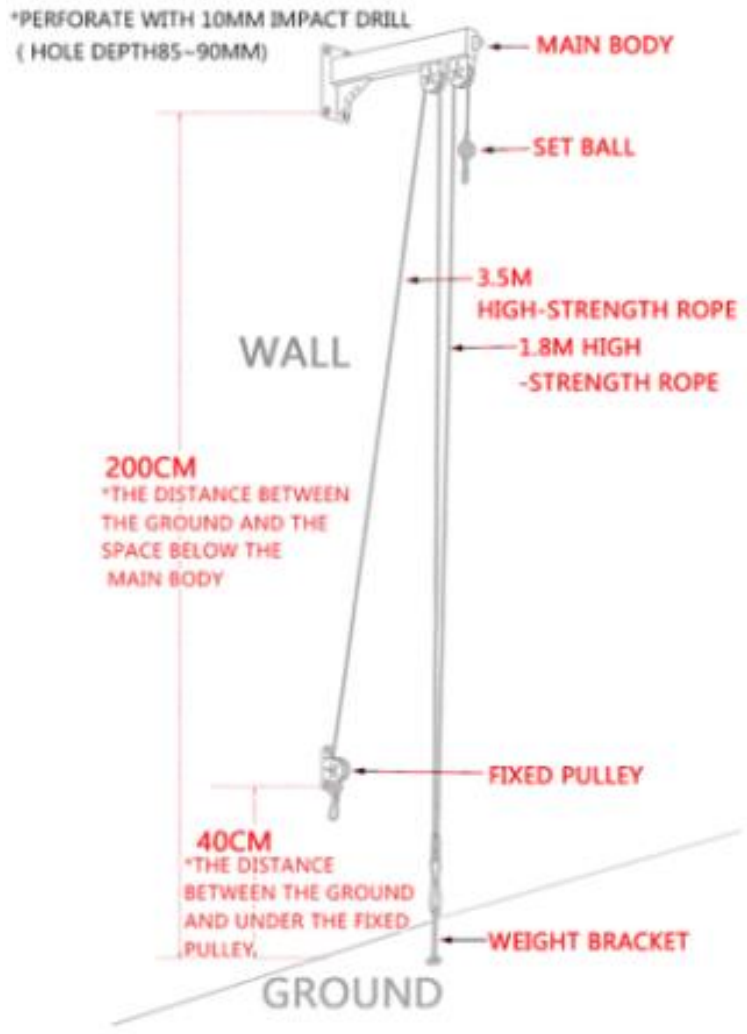 *PERFORATE WITH 10MM IMPACT DRILL
( HOLE DEPTH85~90MM)
MAIN BODY
SET BALL
3.5M
HIGH-STRENGTH ROPE
1.8M HIGH
-STRENGTH ROPE
WALL
200CM
*THE DISTANCE BETWEEN
THE GROUND AND THE
SPACE BELOW THE
MAIN BODY
FIXED PULLEY
40CM
*THE DISTANCE
BETWEEN THE GROUND
AND UNDER THE FIXED
PULLEY.
WEIGHT BRACKET
GROUND